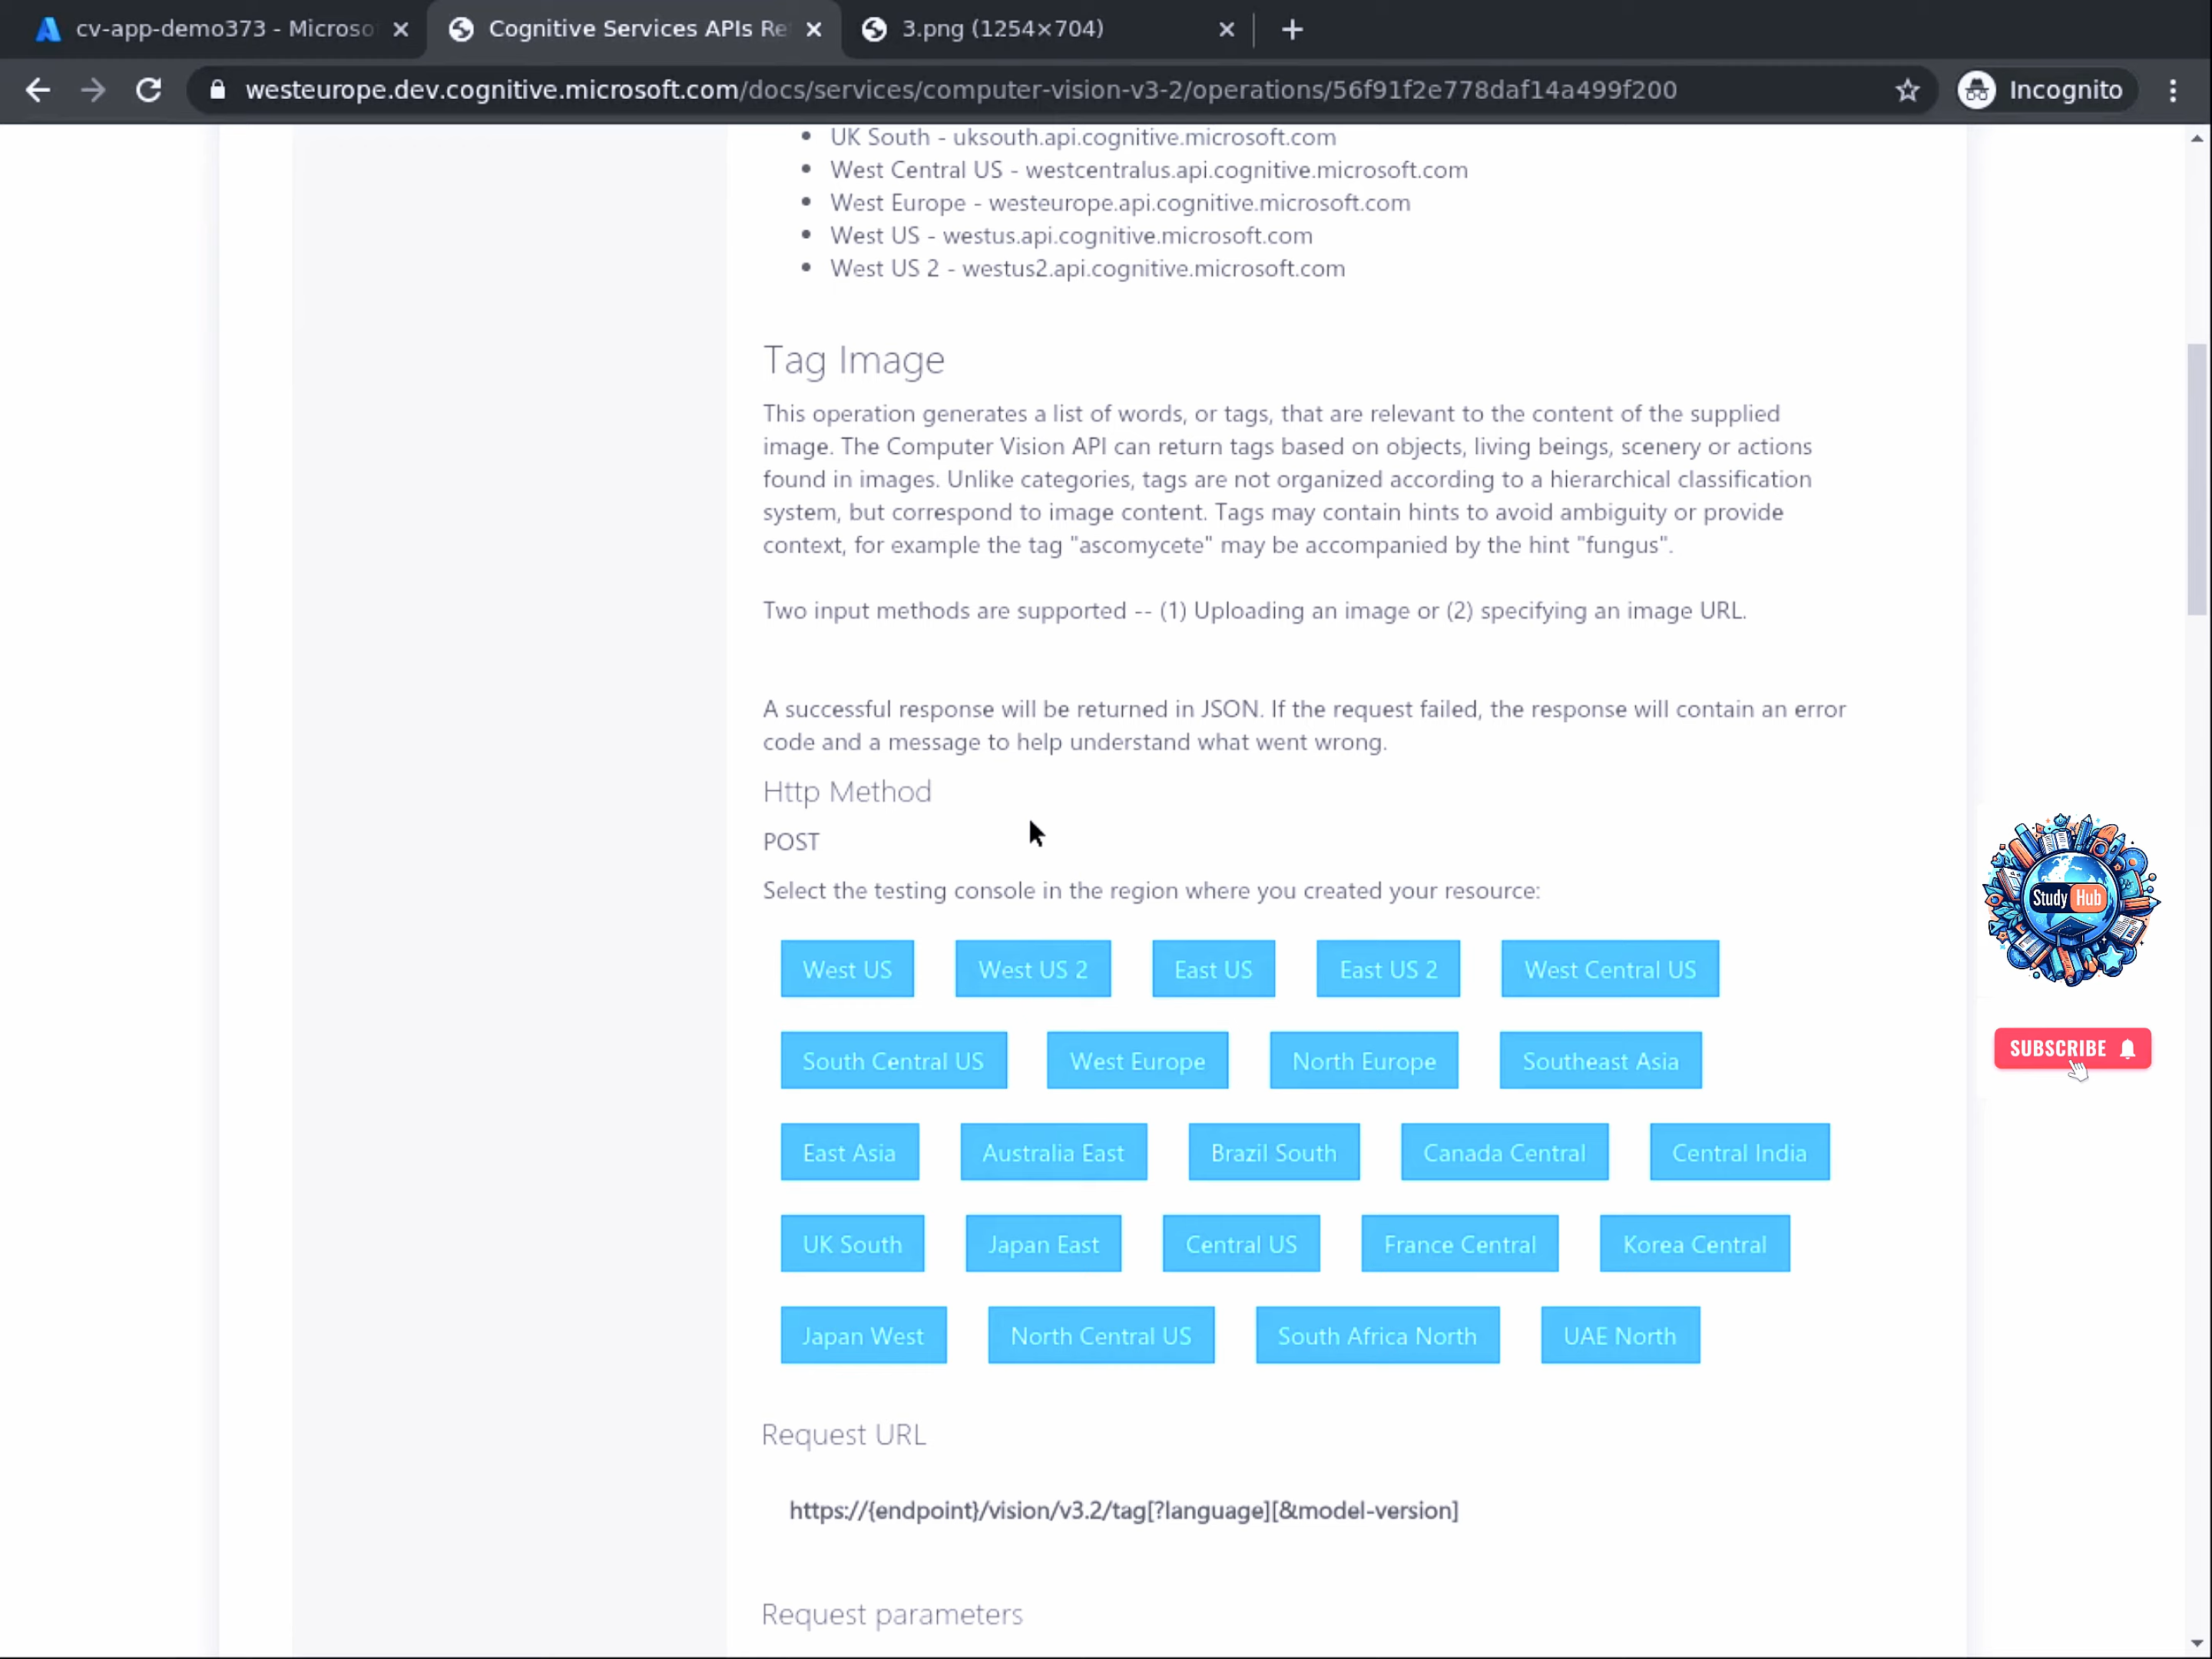 cv-app-demo373 - Microso
Cognitive Services APIs Re
3.png (1254×704)
westeurope.dev.cognitive.microsoft.com/docs/services/computer-vision-v3-2/operations/56f91f2e778daf14a499f200
Incognito
UK South - uksouth.api.cognitive.microsoft.com
West Central US - westcentralus.api.cognitive.microsoft.com
West Europe - westeurope.api.cognitive.microsoft.com
West US - westus.api.cognitive.microsoft.com
West US 2 - westus2.api.cognitive.microsoft.com
Tag Image
This operation generates a list of words, or tags, that are relevant to the content of the supplied
image. The Computer Vision API can return tags based on objects, living beings, scenery or actions
found in images. Unlike categories, tags are not organized according to a hierarchical classification
system, but correspond to image content. Tags may contain hints to avoid ambiguity or provide
context, for example the tag "ascomycete" may be accompanied by the hint "fungus".
Two input methods are supported -- (1) Uploading an image or (2) specifying an image URL.
A successful response will be returned in JSON. If the request failed, the response will contain an error
code and a message to help understand what went wrong.
Http Method
POST
Select the testing console in the region where you created your resource:
West US West US 2 East US East US 2 West Central US
South Central US West Europe North Europe Southeast Asia
East Asia Australia East Brazil South Canada Central Central India
UK South Japan East Central US France Central Korea Central
Japan West North Central US South Africa North UAE North
Request URL
https://{endpoint}/vision/v3.2/tag[?language][&model-version]
Request parameters
Study Hub
SUBSCRIBE